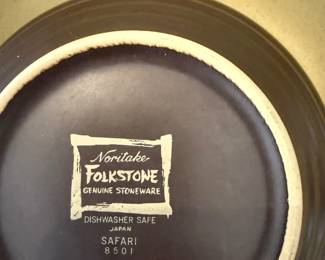 Noritake
FOLKSTONE
GENUINE STONEWARE
DISHWASHER SAFE
JAPAN
SAFARI
8501